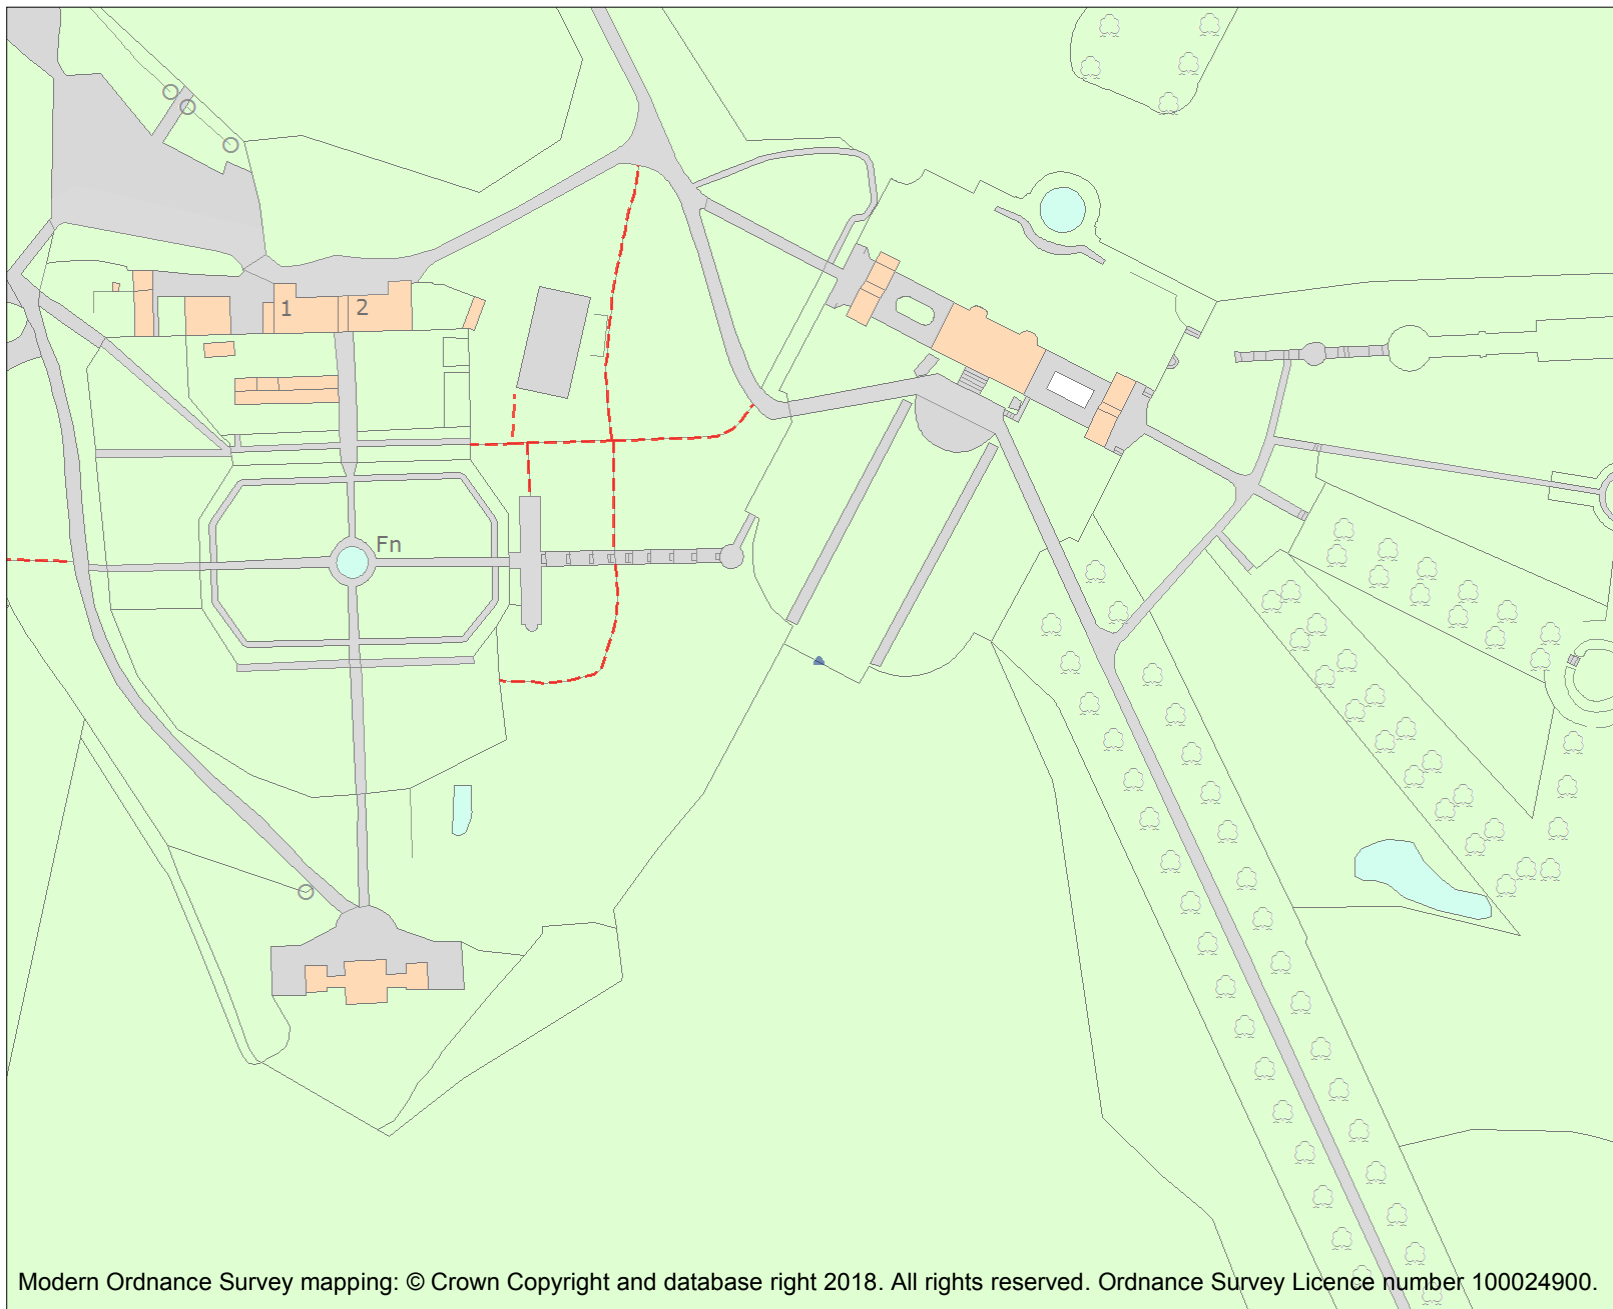 1 2
Fn
Modern Ordnance Survey mapping: © Crown Copyright and database right 2018. All rights reserved. Ordnance Survey Licence number 100024900.